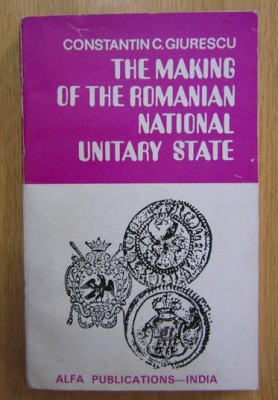 CONSTANTIN C. GIURESCU
THE MAKING
OF THE ROMANIAN
NATIONAL
UNITARY STATE
ALFA PUBLICATIONS—INDIA